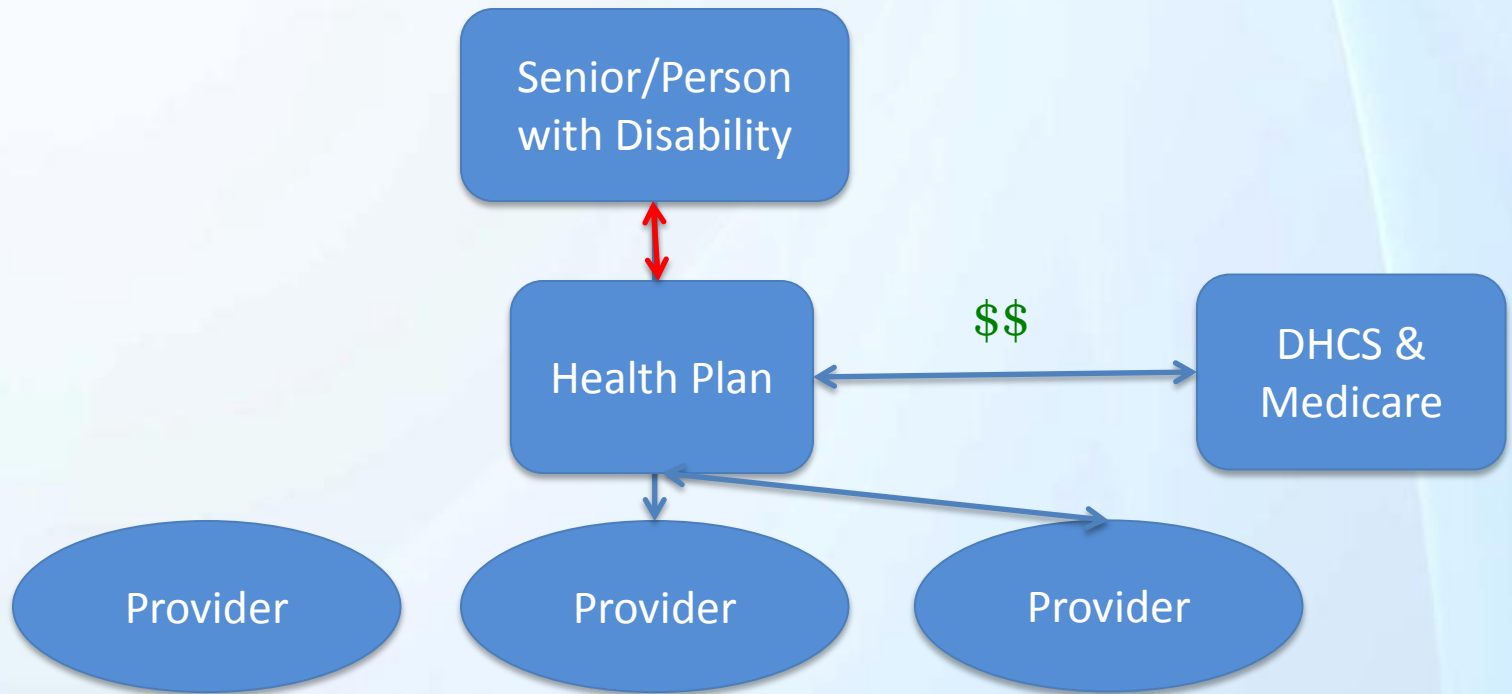 Senior/Person
with Disability
$$
Health Plan
DHCS &
Medicare
Provider
Provider
Provider